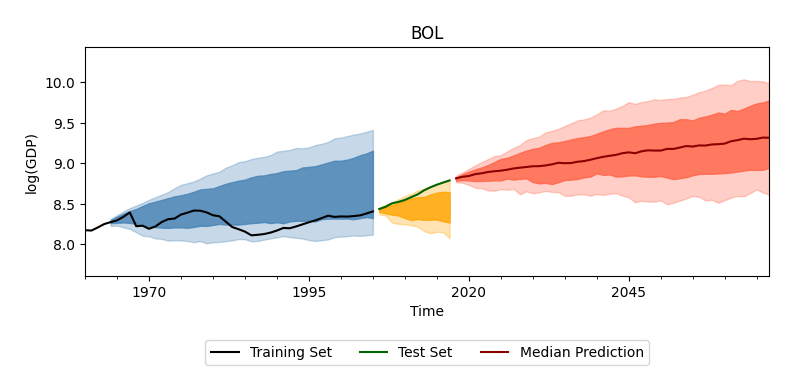 BOL
log(GDP)
10.0
9.5
9.0
8.5
8.0
1970 1995 2020 2045
Time
Training Set Test Set Median Prediction